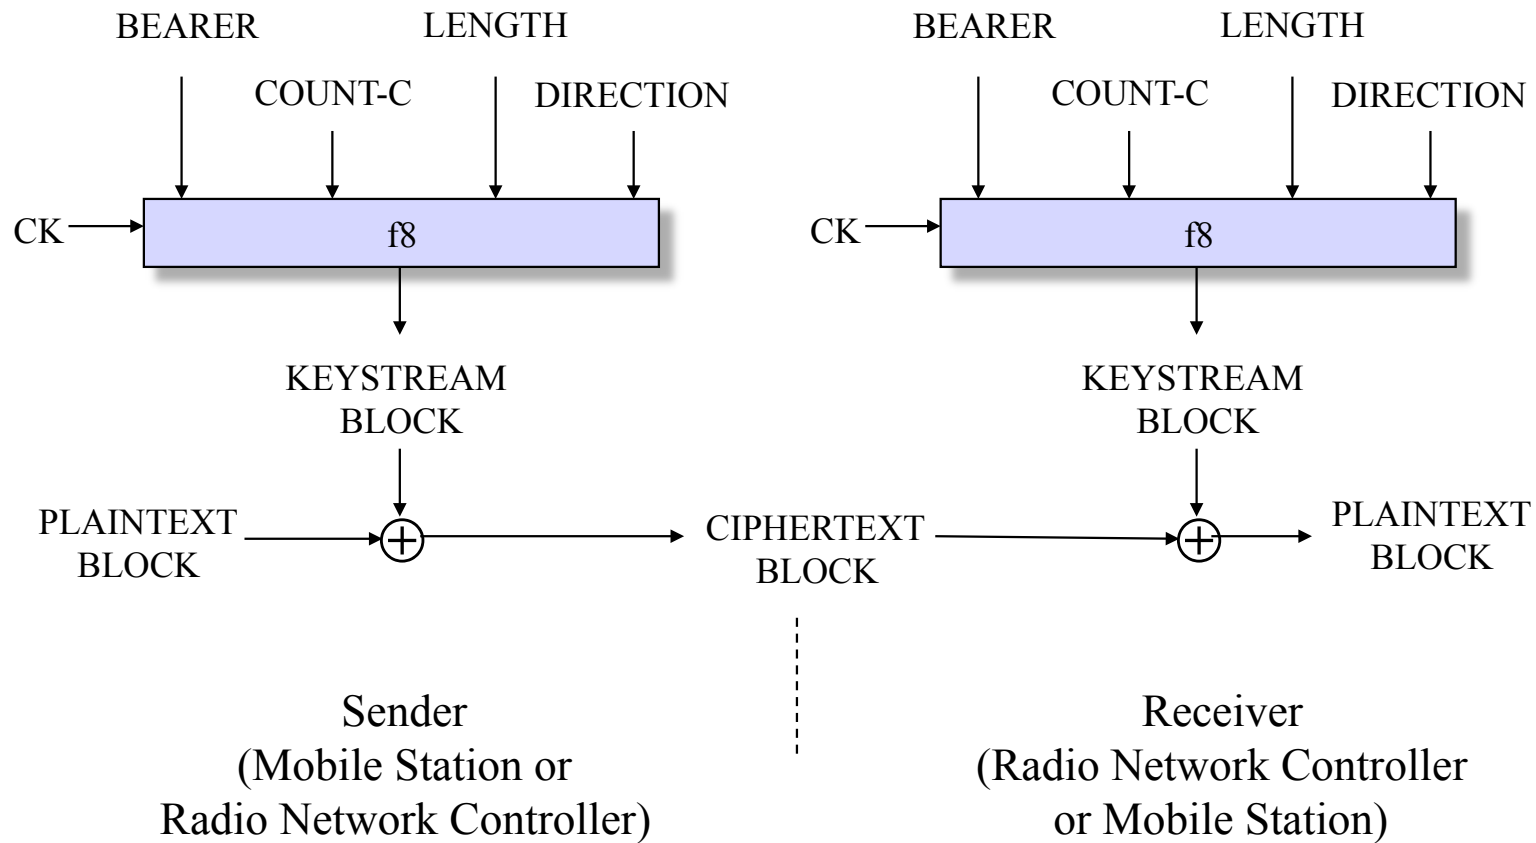 BEARER
LENGTH
BEARER
LENGTH
COUNT-C
DIRECTION
COUNT-C
DIRECTION
CK
f8
CK
f8
KEYSTREAM
BLOCK
KEYSTREAM
BLOCK
PLAINTEXT
BLOCK
CIPHERTEXT
BLOCK
PLAINTEXT
BLOCK
Sender
(Mobile Station or
Radio Network Controller)
Receiver
(Radio Network Controller
or Mobile Station)